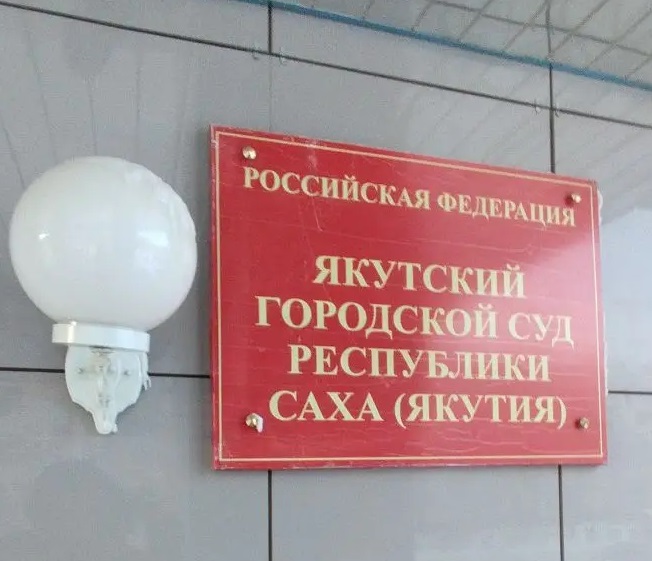 РОССИЙСКАЯ ФЕДЕРАЦИЯ
ЯКУТСКИЙ
ГОРОДСКОЙ СУД
РЕСПУБЛИКИ
САХА (ЯКУТИЯ)